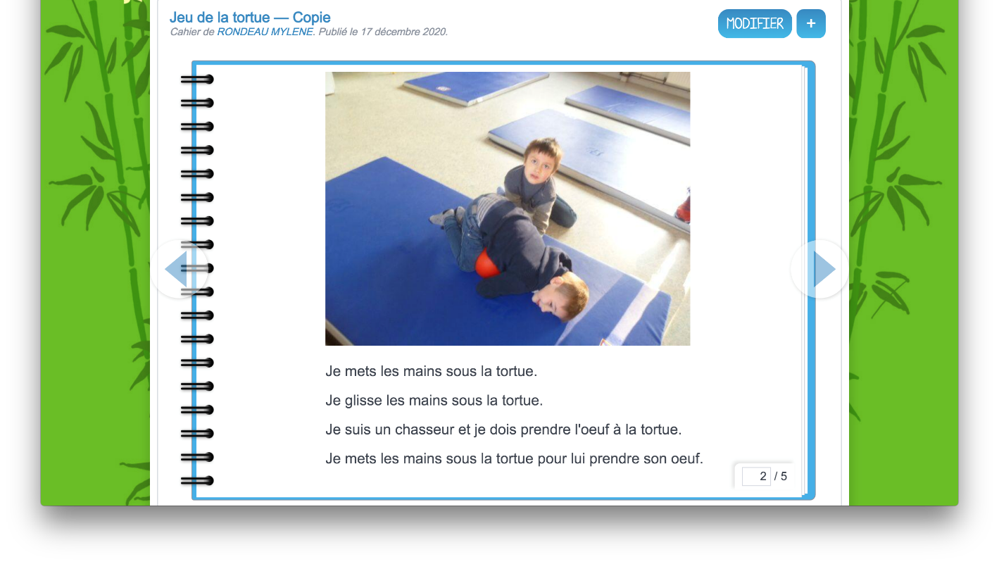 Jeu de la tortue — Copie
Cahier de RONDEAU MYLENE. Publié le 17 décembre 2020.
MODIFIER +
Je mets les mains sous la tortue.
Je glisse les mains sous la tortue.
Je suis un chasseur et je dois prendre l'oeuf à la tortue.
Je mets les mains sous la tortue pour lui prendre son oeuf.
2 / 5